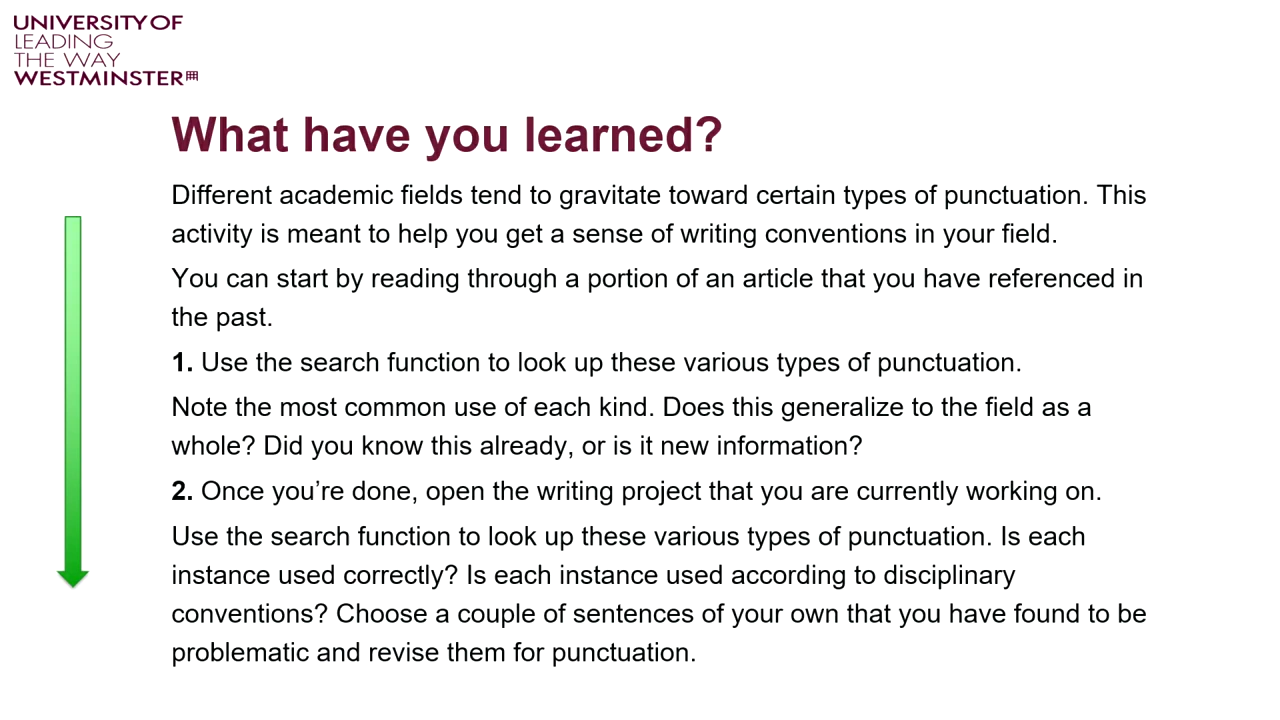 UNIVERSITY OF
LEADING
THE WAY
WESTMINSTER
What have you learned?
Different academic fields tend to gravitate toward certain types of punctuation. This
activity is meant to help you get a sense of writing conventions in your field.
You can start by reading through a portion of an article that you have referenced in
the past.
1. Use the search function to look up these various types of punctuation.
Note the most common use of each kind. Does this generalize to the field as a
whole? Did you know this already, or is it new information?
2. Once you’re done, open the writing project that you are currently working on.
Use the search function to look up these various types of punctuation. Is each
instance used correctly? Is each instance used according to disciplinary
conventions? Choose a couple of sentences of your own that you have found to be
problematic and revise them for punctuation.